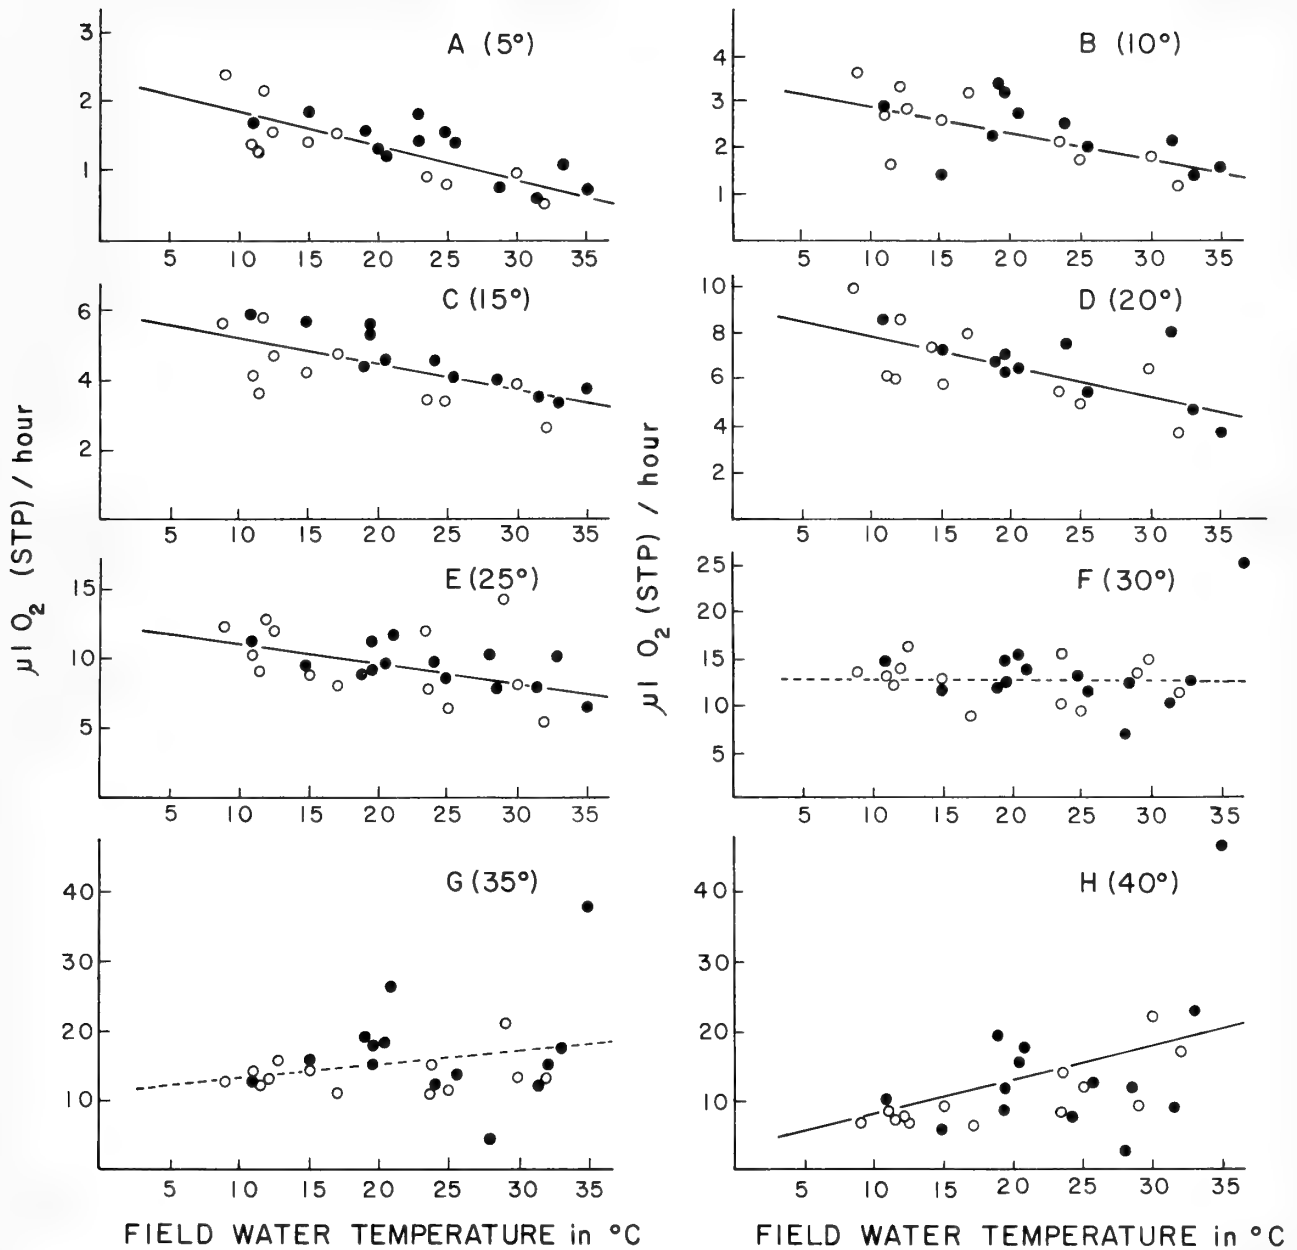 A (5°)
3
2
1
5 10 15 20 25 30 35
B (10°)
4
3
2
1
5 10 15 20 25 30 35
C (15°)
6
4
2
5 10 15 20 25 30 35
D (20°)
10
8
6
4
2
5 10 15 20 25 30 35
E (25°)
15
10
5
5 10 15 20 25 30 35
F (30°)
25
20
15
10
5
5 10 15 20 25 30 35
G (35°)
40
30
20
10
5 10 15 20 25 30 35
H (40°)
40
30
20
10
5 10 15 20 25 30 35
µl O₂ (STP) / hour
µl O₂ (STP) / hour
FIELD WATER TEMPERATURE in °C
FIELD WATER TEMPERATURE in °C